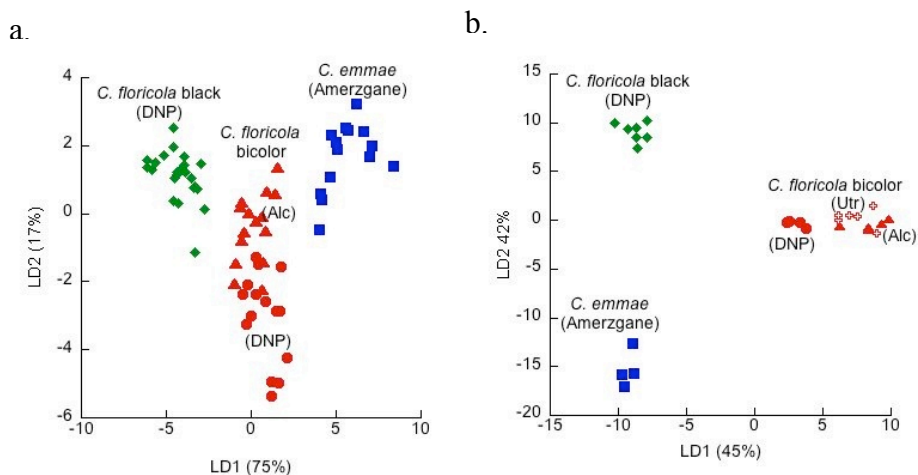 a.
4
2
0
-2
-4
-6
-10
-5
0
5
10
LD2 (17%)
LD1 (75%)
C. floricola black
(DNP)
C. floricola
bicolor
(Alc)
(DNP)
C. emmae
(Amerzgane)
b.
15
10
5
0
-5
-10
-15
-20
-15
-10
-5
0
5
10
LD2 42%
LD1 (45%)
C. floricola black
(DNP)
C. floricola bicolor
(Utr)
(DNP)
(Alc)
C. emmae
(Amerzgane)